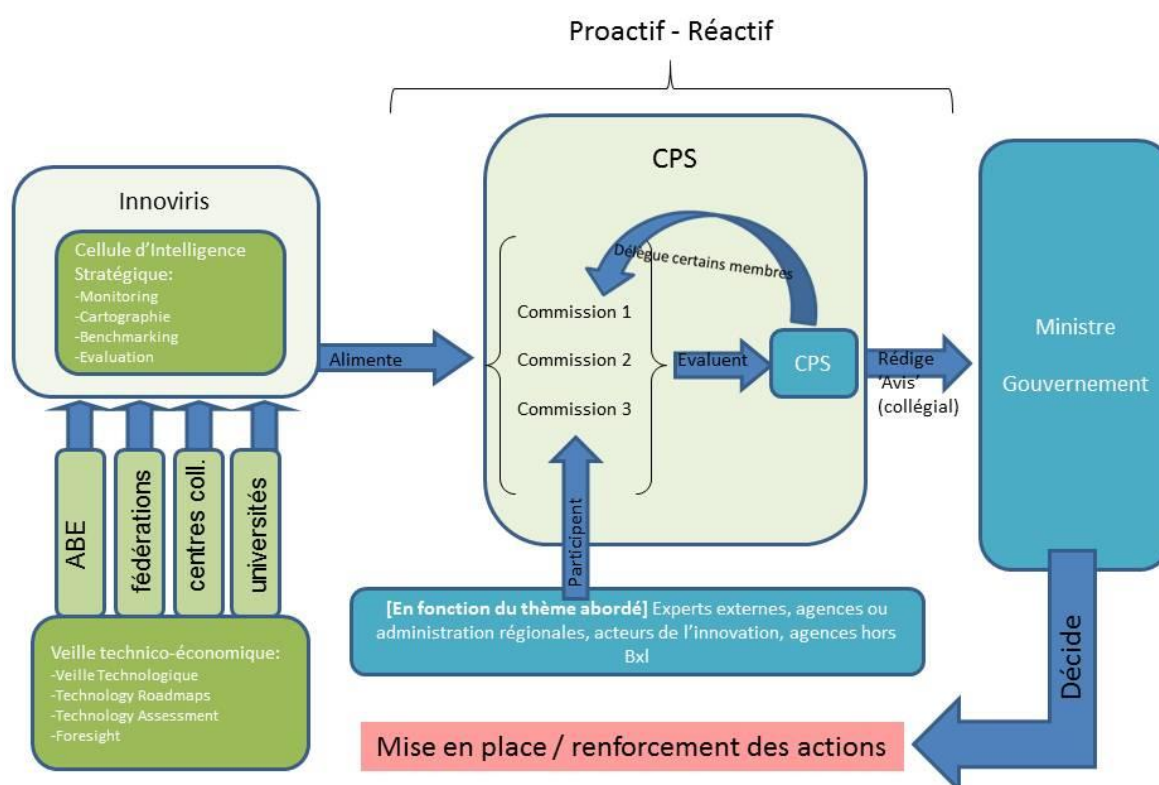 Proactif - Réactif
Innoviris
Cellule d’Intelligence
Stratégique:
-Monitoring
-Cartographie
-Benchmarking
-Evaluation
ABE
fédérations
centres coll.
universités
Veille technico-économique:
-Veille Technologique
-Technology Roadmaps
-Technology Assessment
-Foresight
Alimente
CPS
Délègue certains membres
Commission 1
Commission 2
Commission 3
Evaluent
CPS
Participent
[En fonction du thème abordé] Experts externes, agences ou
administration régionales, acteurs de l’innovation, agences hors
Bxl
Rédige
‘Avis’
(collégial)
Ministre
Gouvernement
Décide
Mise en place / renforcement des actions